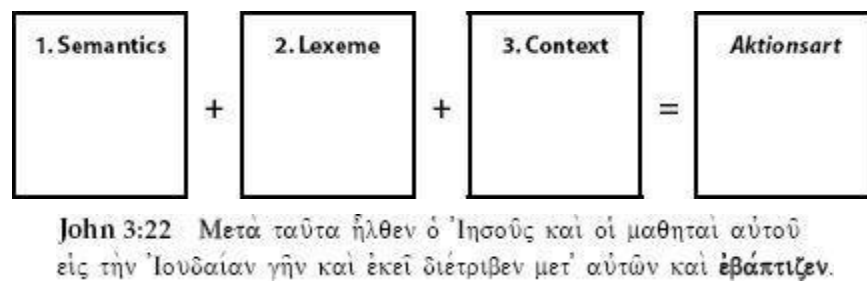 1. Semantics 2. Lexeme 3. Context Aktionsart
+ + =
John 3:22 Μετὰ ταῦτα ἦλθεν ὁ Ἰησοῦς καὶ οἱ μαθηταὶ αὐτοῦ
εἰς τὴν Ἰουδαίαν γῆν καὶ ἐκεῖ διέτριβεν μετ᾽ αὐτῶν καὶ ἐβάπτιζεν.